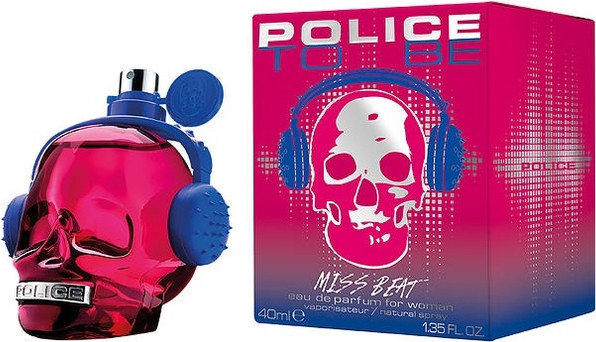 POLICE
TO BE
POLICE
POLICE
MISS BEAT
eau de parfum for woman
vaporisateur / natural spray
40ml e
1.35 FL. OZ.